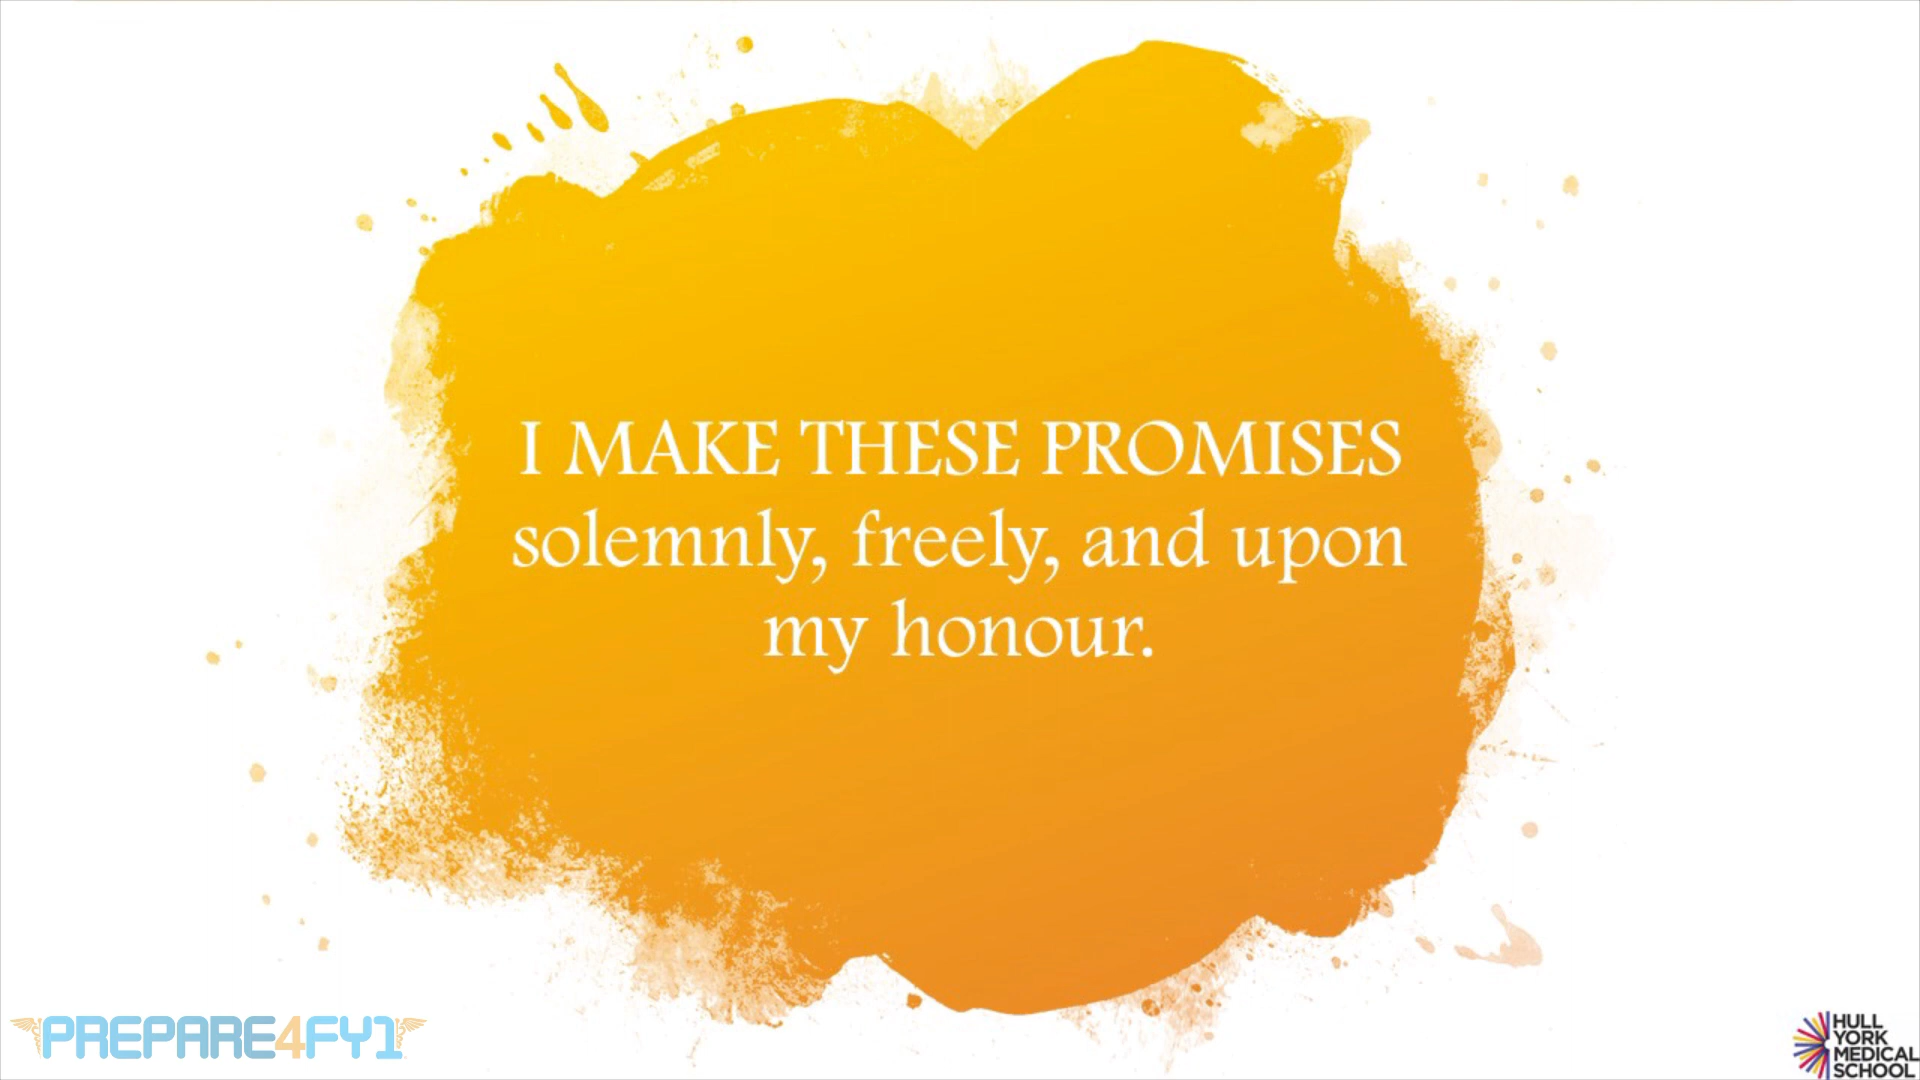 I MAKE THESE PROMISES
solemnly, freely, and upon
my honour.
PREPARE4FY1
HULL
YORK
MEDICAL
SCHOOL